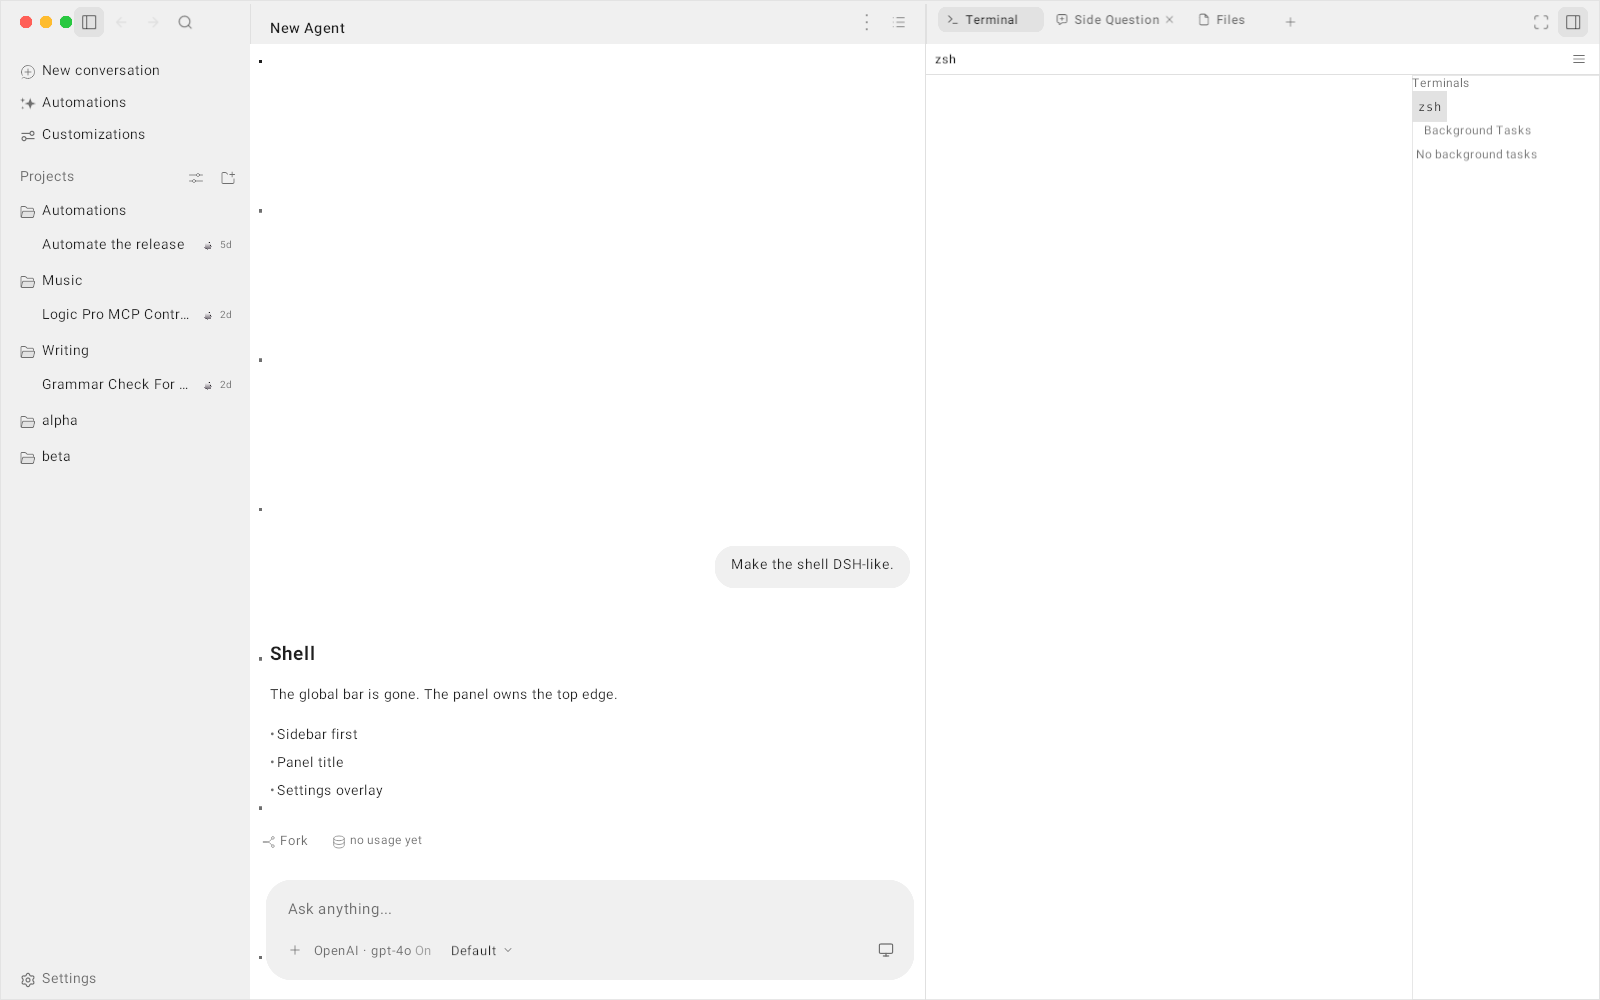 New conversation
Automations
Customizations
Projects
Automations
Automate the release 5d
Music
Logic Pro MCP Contr... 2d
Writing
Grammar Check For ... 2d
alpha
beta
Settings
New Agent
Make the shell DSH-like.
Shell
The global bar is gone. The panel owns the top edge.
• Sidebar first
• Panel title
• Settings overlay
Fork no usage yet
Ask anything...
OpenAI · gpt-4o On Default
Terminal Side Question Files
zsh
Terminals
zsh
Background Tasks
No background tasks